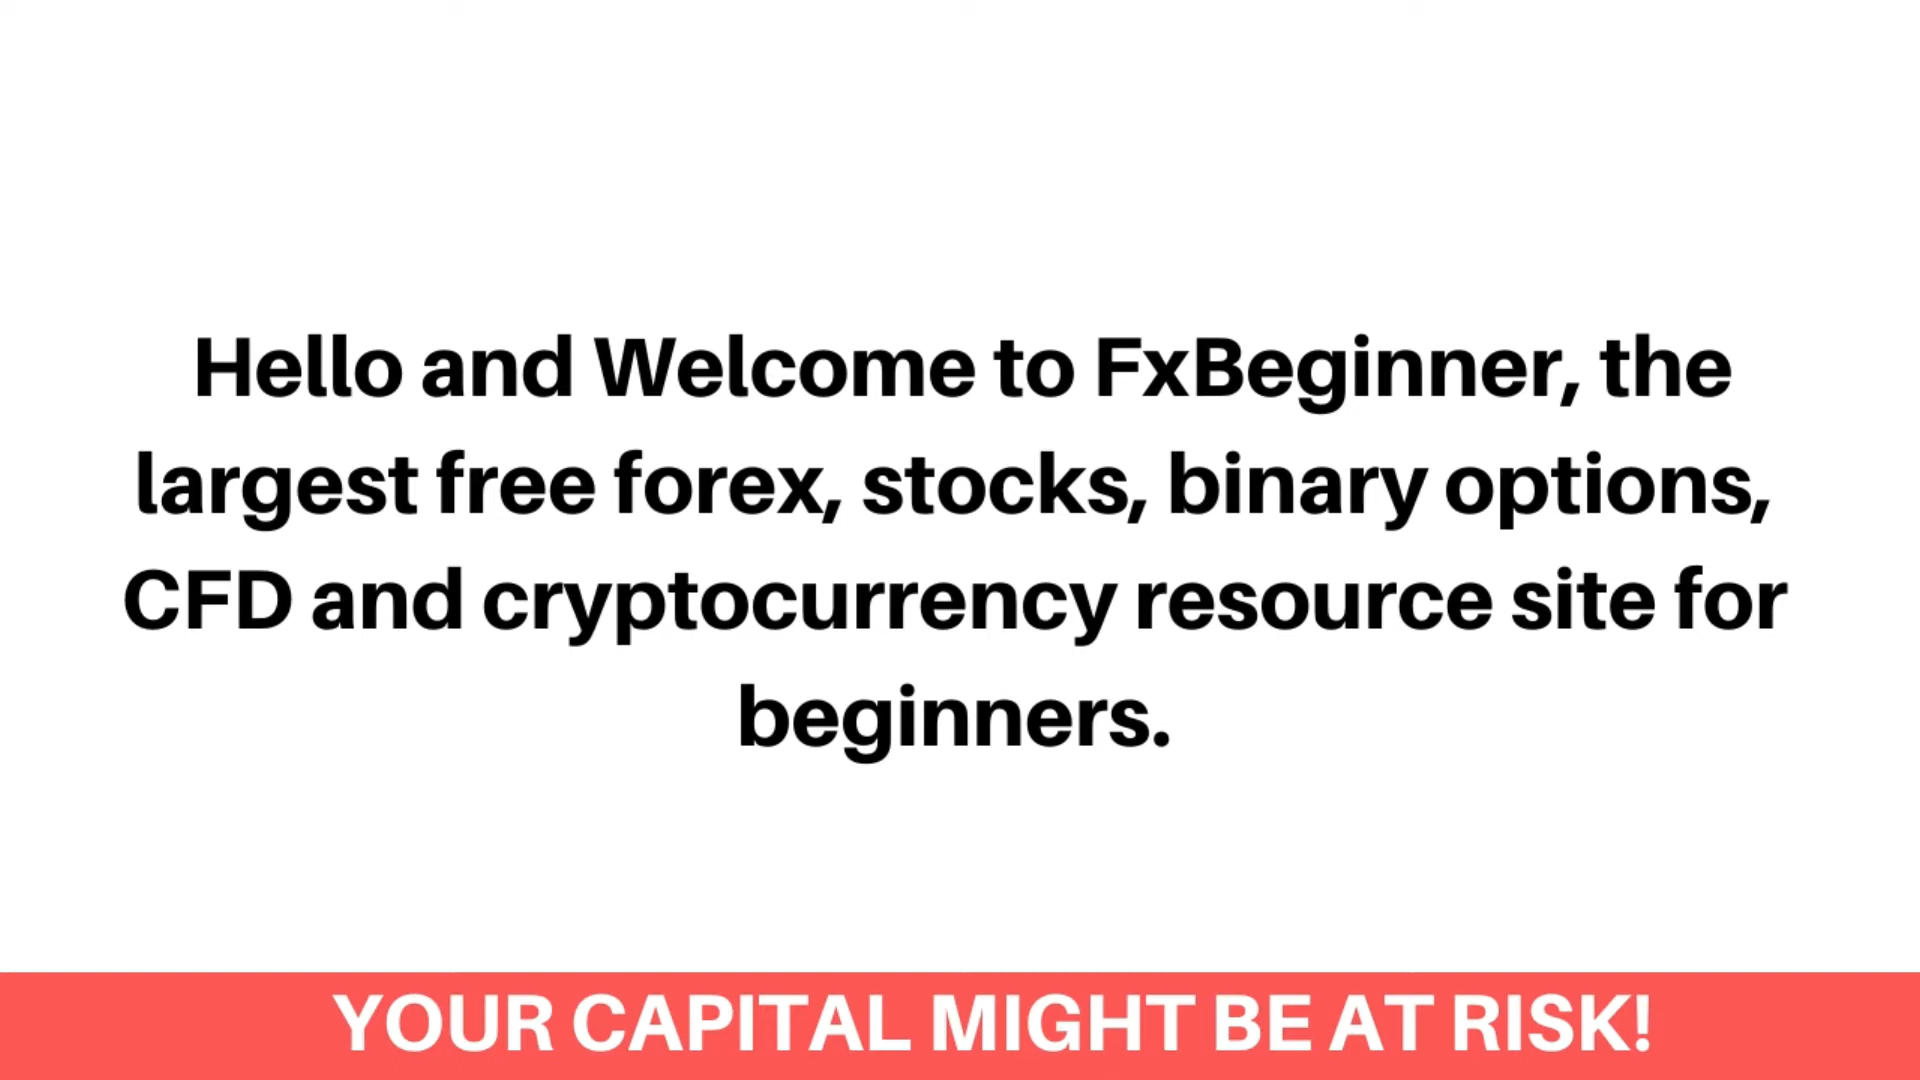 Hello and Welcome to FxBeginner, the
largest free forex, stocks, binary options,
CFD and cryptocurrency resource site for
beginners.
YOUR CAPITAL MIGHT BE AT RISK!